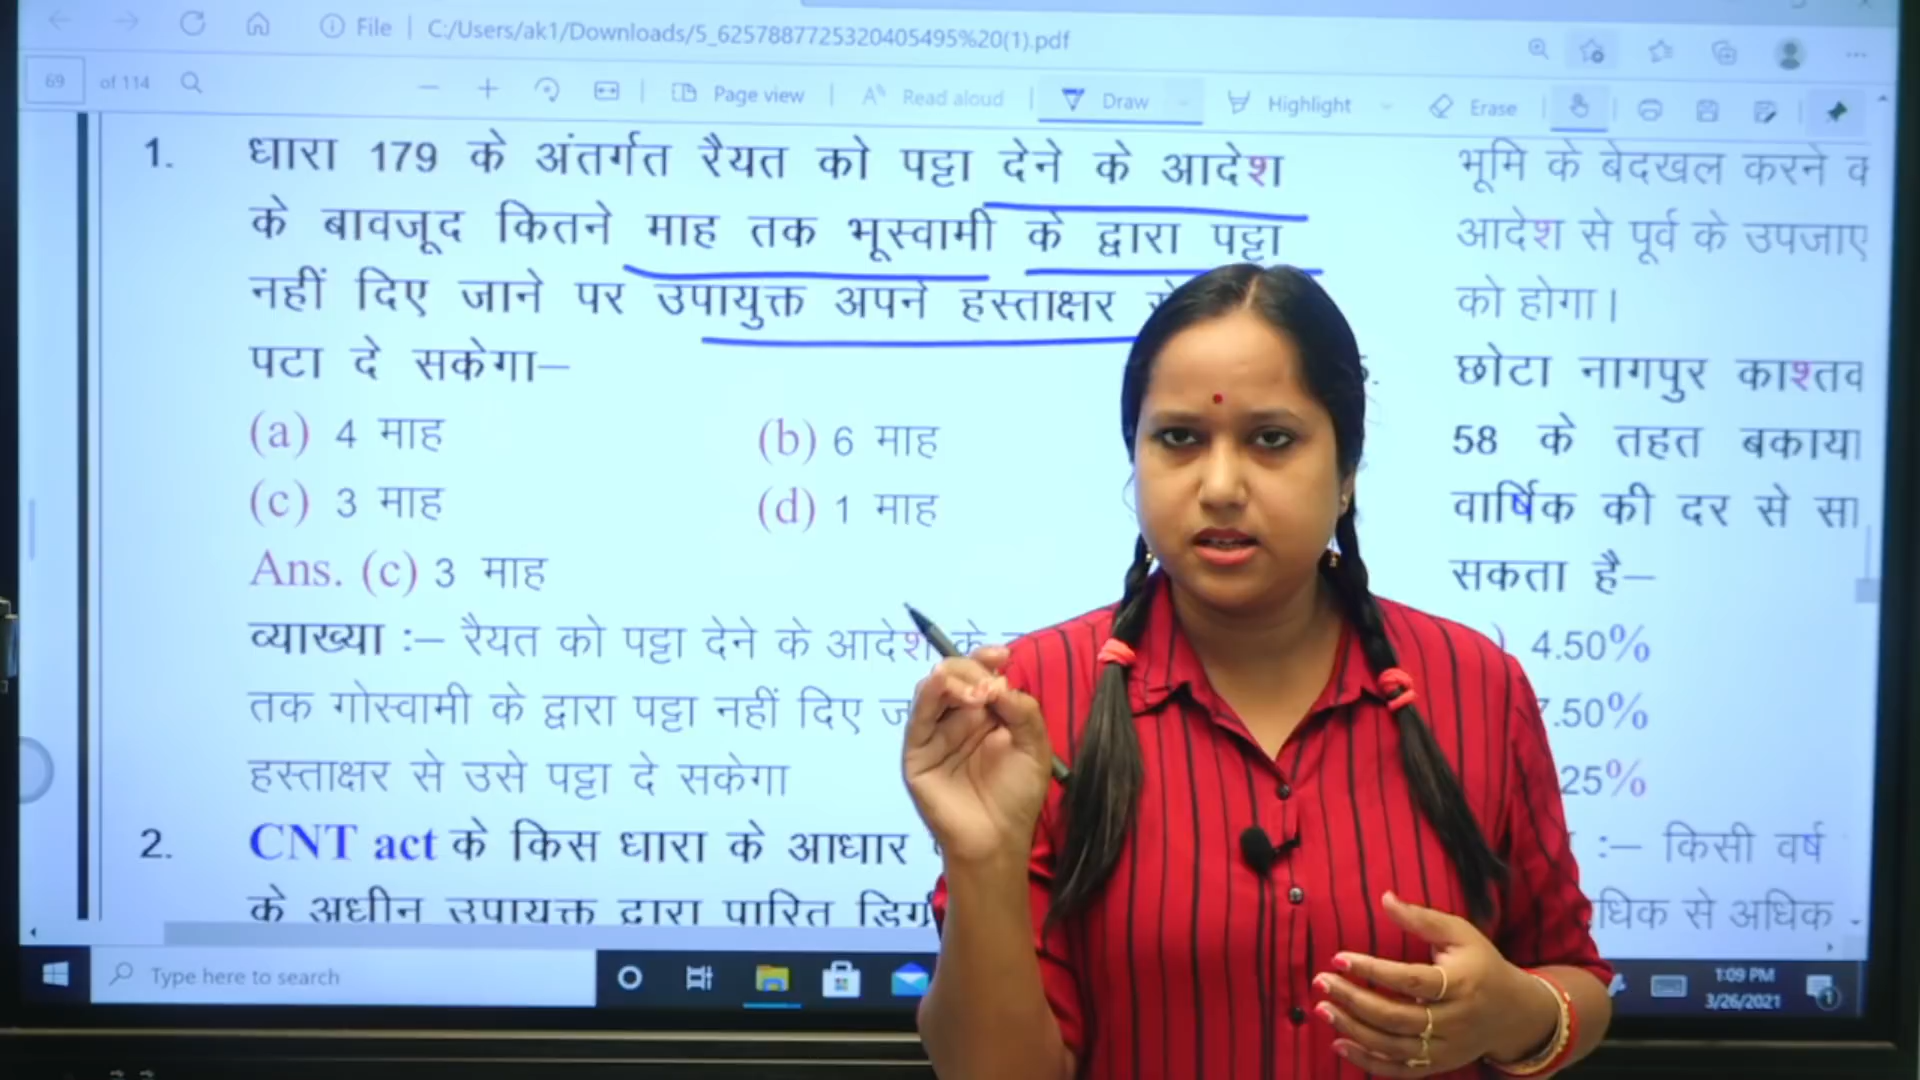 File | C:/Users/ak1/Downloads/5_6257887725320405495%20(1).pdf
69 of 114 Page view Read aloud Draw Highlight Erase
1. धारा 179 के अंतर्गत रैयत को पट्टा देने के आदेश
के बावजूद कितने माह तक भूस्वामी के द्वारा पट्टा
नहीं दिए जाने पर उपायुक्त अपने हस्ताक्षर
पटा दे सकेगा–
(a) 4 माह (b) 6 माह
(c) 3 माह (d) 1 माह
Ans. (c) 3 माह
व्याख्या :– रैयत को पट्टा देने के आदेश के
तक गोस्वामी के द्वारा पट्टा नहीं दिए
हस्ताक्षर से उसे पट्टा दे सकेगा
2. CNT act के किस धारा के आधार
के अधीन उपायुक्त द्वारा पारित
भूमि के बेदखल करने
आदेश से पूर्व के उपजाए
को होगा।
छोटा नागपुर
58 के तहत बकाया
वार्षिक की दर से
सकता है–
4.50%
.50%
25%
:– किसी वर्ष
से अधिक
Type here to search
1:09 PM
3/26/2021
1